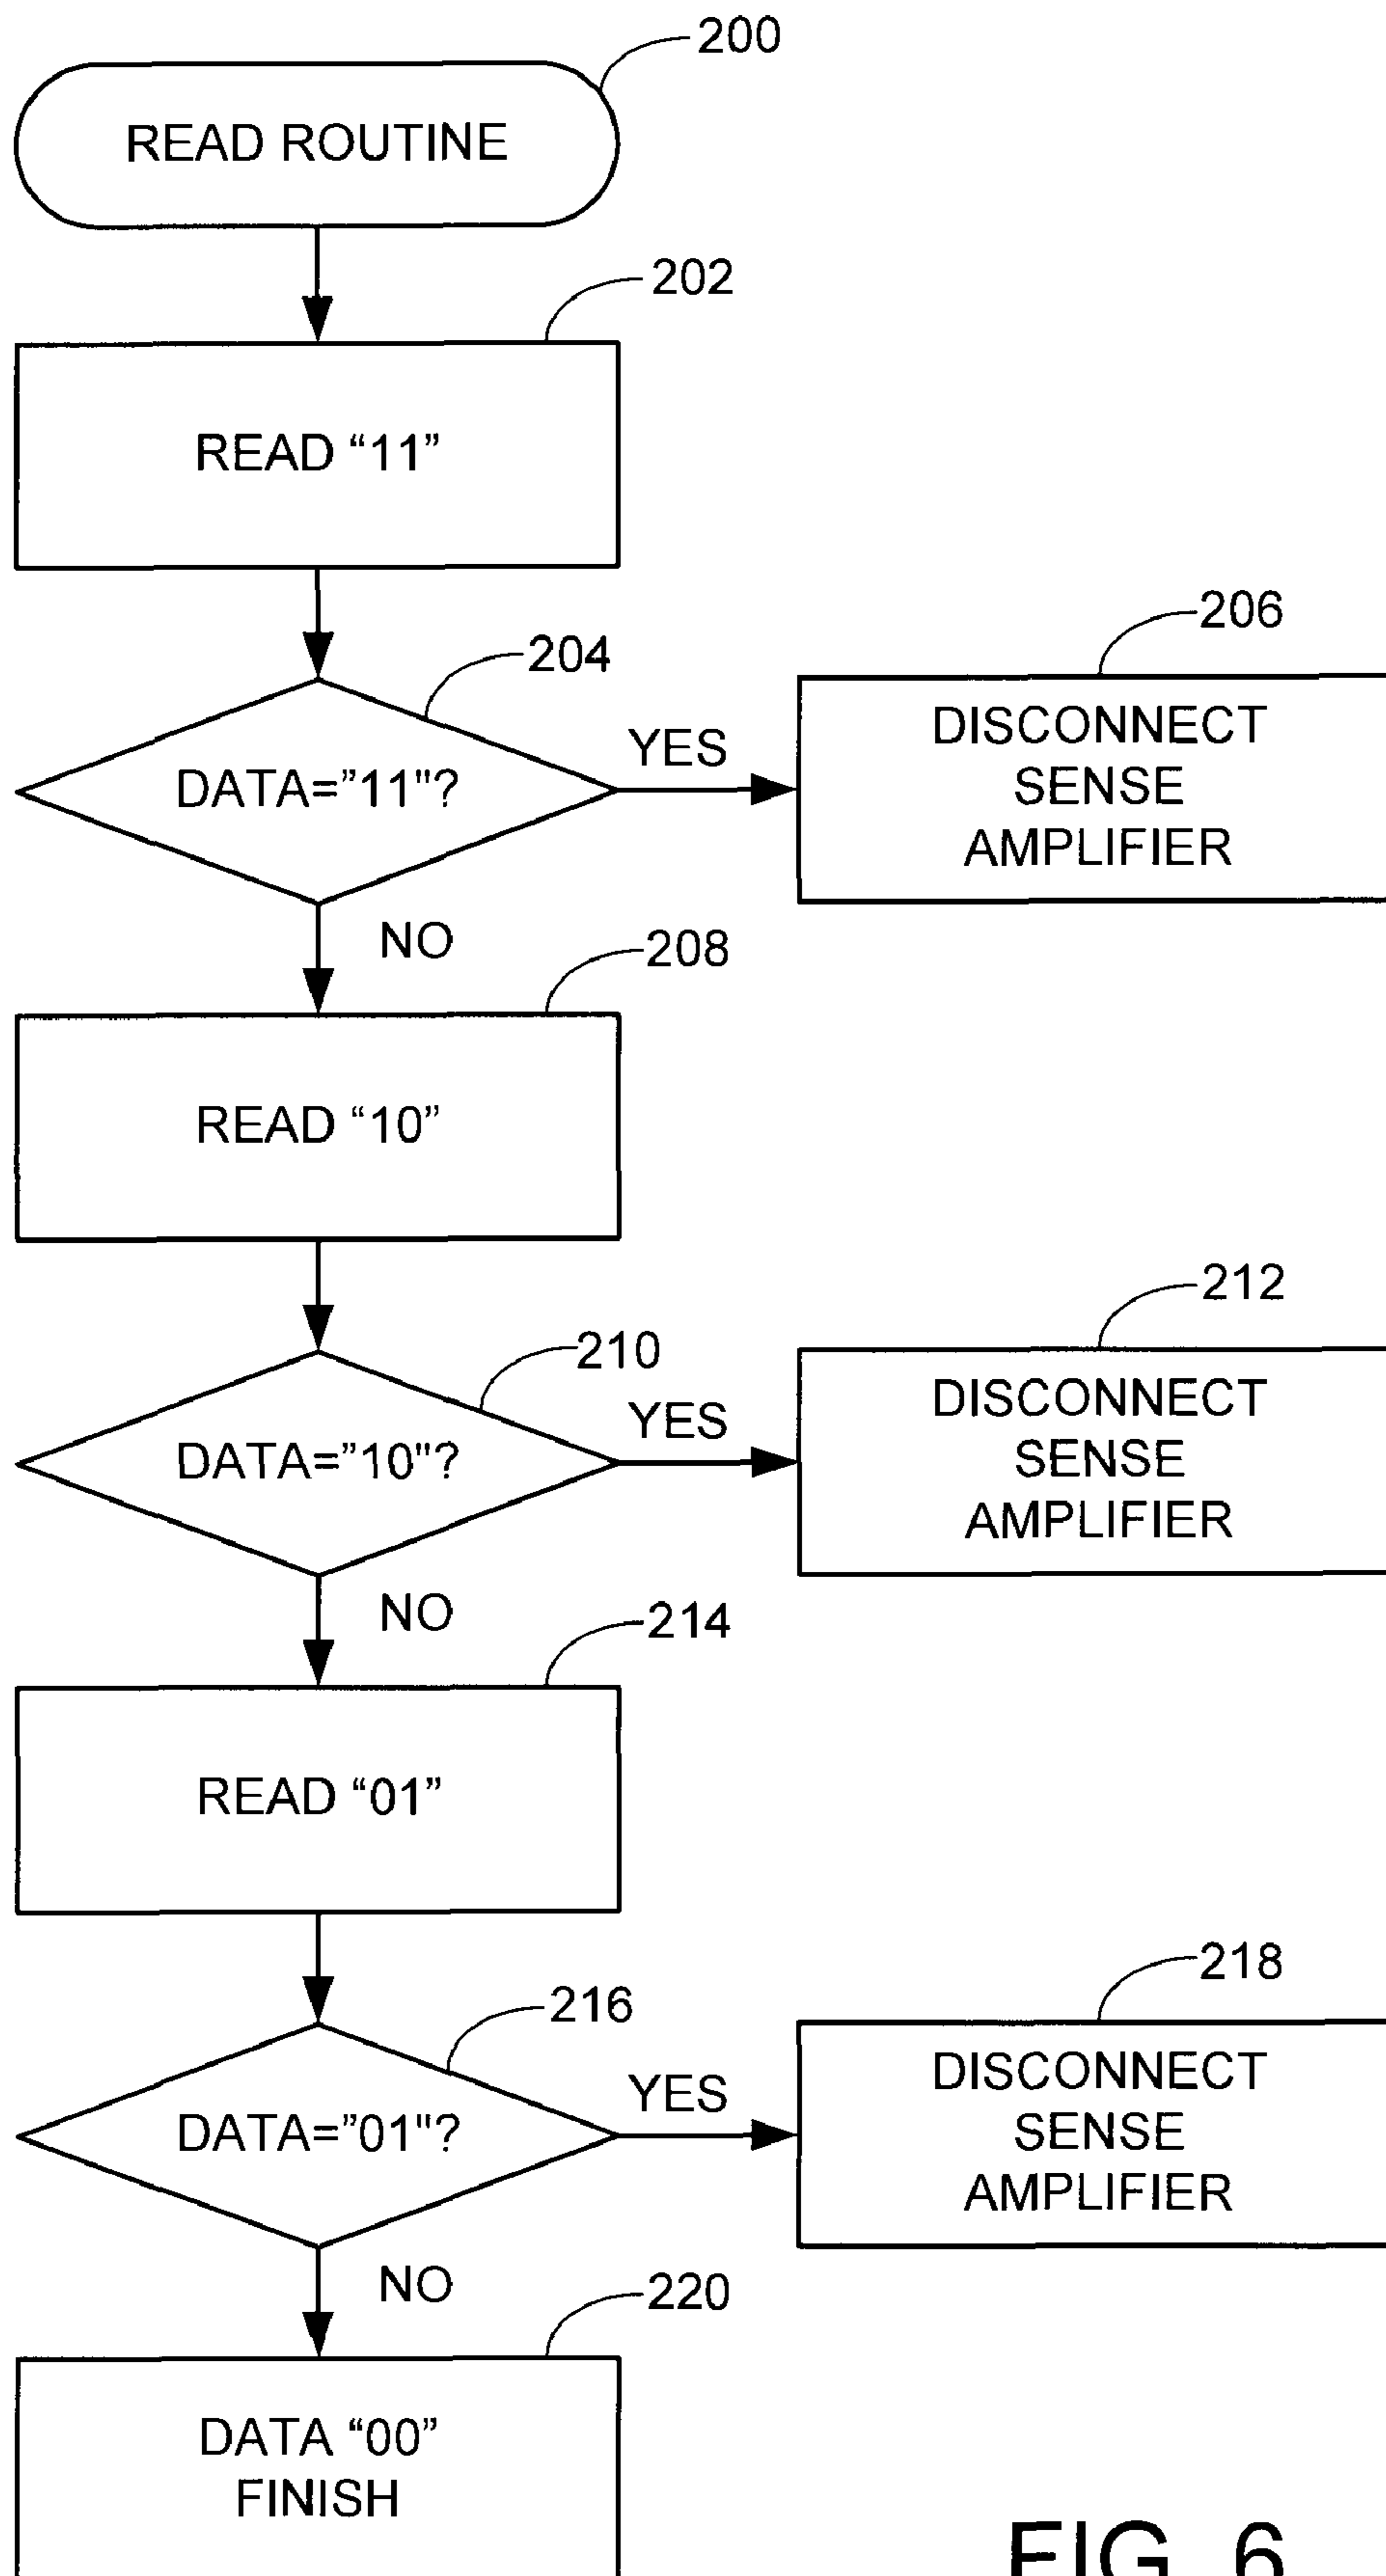 200
READ ROUTINE
202
READ “11”
204
DATA=”11"?
YES
206
DISCONNECT
SENSE
AMPLIFIER
NO
208
READ “10”
210
DATA=”10"?
YES
212
DISCONNECT
SENSE
AMPLIFIER
NO
214
READ “01”
216
DATA=”01"?
YES
218
DISCONNECT
SENSE
AMPLIFIER
NO
220
DATA “00”
FINISH
FIG. 6